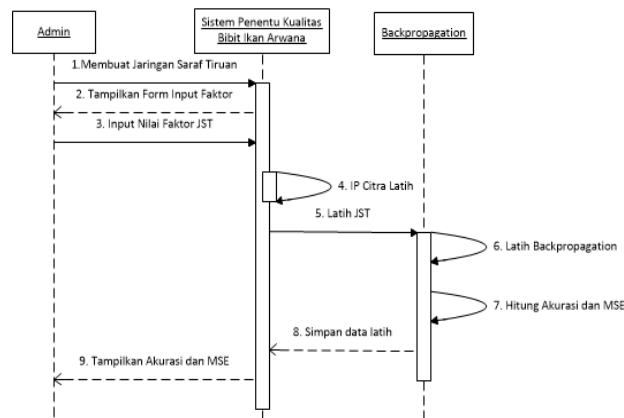 Admin
Sistem Penentu Kualitas
Bibit Ikan Arwana
Backpropagation
1.Membuat Jaringan Saraf Tiruan
2. Tampilkan Form Input Faktor
3. Input Nilai Faktor JST
4. IP Citra Latih
5. Latih JST
6. Latih Backpropagation
7. Hitung Akurasi dan MSE
8. Simpan data latih
9. Tampilkan Akurasi dan MSE